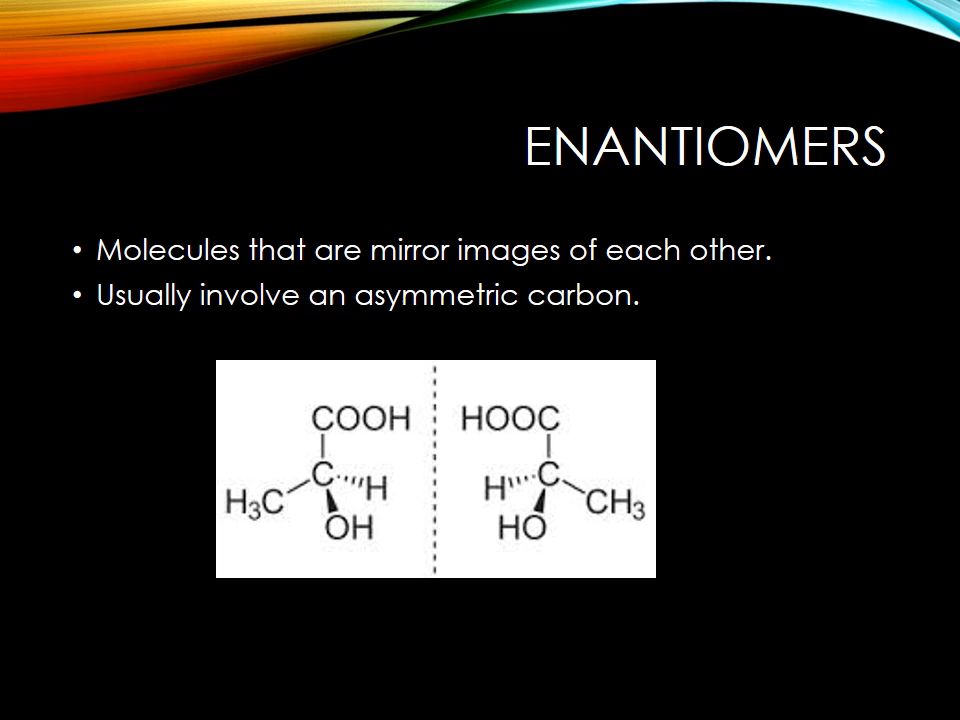 ENANTIOMERS
• Molecules that are mirror images of each other.
• Usually involve an asymmetric carbon.
COOH HOOC
C C
H H
H₃C CH₃
OH HO